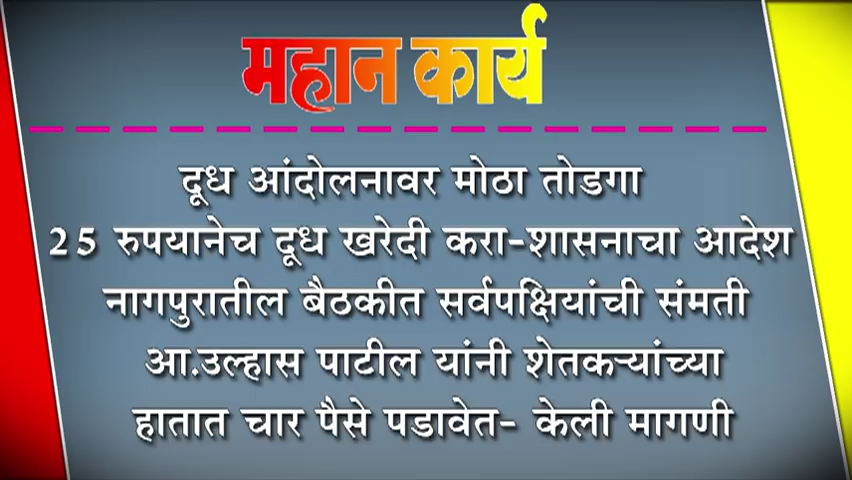 महान कार्य
दूध आंदोलनावर मोठा तोडगा
25 रुपयानेच दूध खरेदी करा-शासनाचा आदेश
नागपुरातील बैठकीत सर्वपक्षियांची संमती
आ.उल्हास पाटील यांनी शेतकऱ्यांच्या
हातात चार पैसे पडावेत- केली मागणी